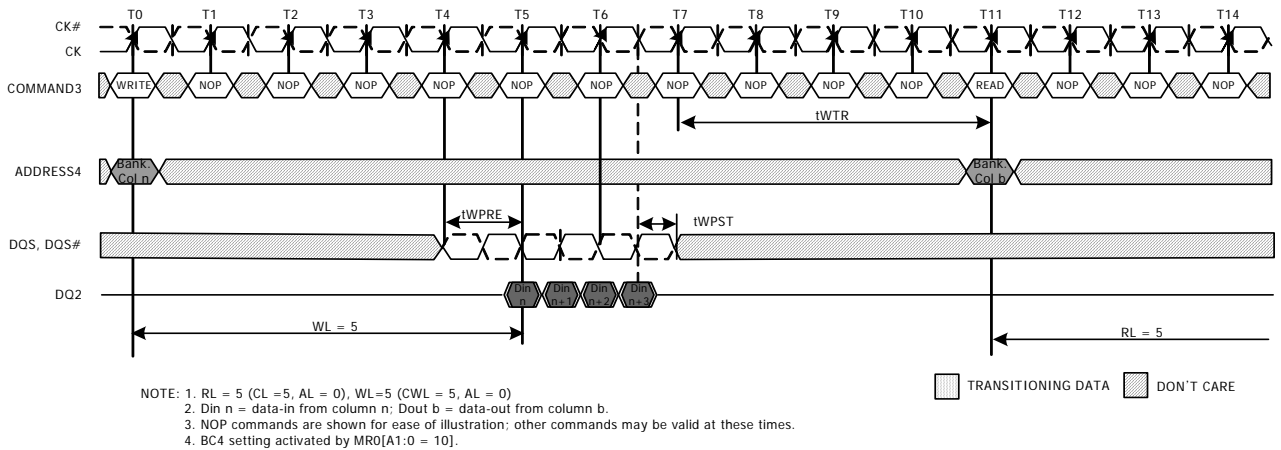 T0 T1 T2 T3 T4 T5 T6 T7 T8 T9 T10 T11 T12 T13 T14
CK#
CK
COMMAND3 WRITE NOP NOP NOP NOP NOP NOP NOP NOP NOP NOP READ NOP NOP NOP
tWTR
ADDRESS4 Bank. Col n Bank. Col b
tWPRE tWPST
DQS, DQS#
DQ2 Din n Din n+1 Din n+2 Din n+3
WL = 5 RL = 5
TRANSITIONING DATA DON'T CARE
NOTE: 1. RL = 5 (CL =5, AL = 0), WL=5 (CWL = 5, AL = 0)
2. Din n = data-in from column n; Dout b = data-out from column b.
3. NOP commands are shown for ease of illustration; other commands may be valid at these times.
4. BC4 setting activated by MR0[A1:0 = 10].